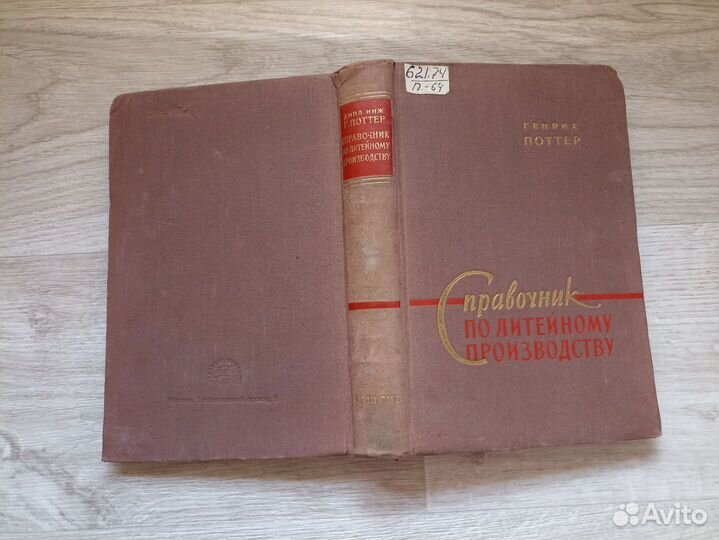 621.74
П-64
ДИПЛ ИНЖ
Г. ПОТТЕР
СПРАВОЧНИК
ПО ЛИТЕЙНОМУ
ПРОИЗВОДСТВУ
МАШГИЗ
ГЕНРИХ
ПОТТЕР
Справочник
ПО ЛИТЕЙНОМУ
ПРОИЗВОДСТВУ
Avito